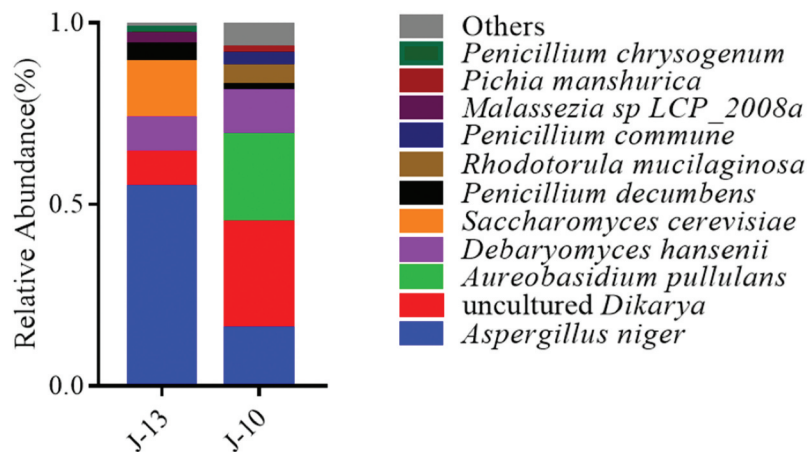 Relative Abundance(%)
1.0
0.5
0.0
J-13
J-10
Others
Penicillium chrysogenum
Pichia manshurica
Malassezia sp LCP_2008a
Penicillium commune
Rhodotorula mucilaginosa
Penicillium decumbens
Saccharomyces cerevisiae
Debaryomyces hansenii
Aureobasidium pullulans
uncultured Dikarya
Aspergillus niger